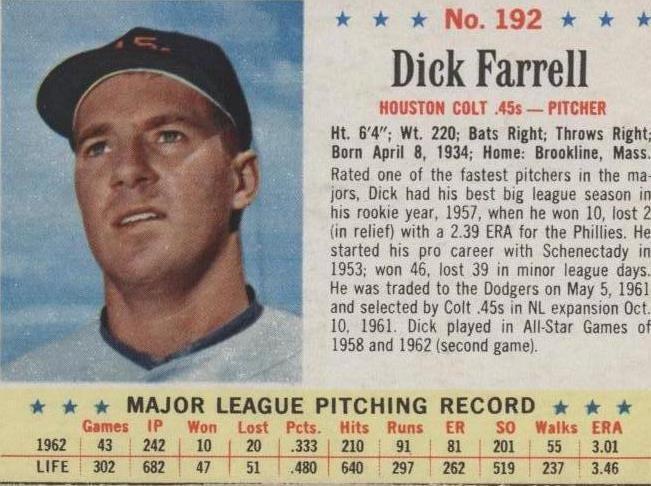 .45s
No. 192
Dick Farrell
HOUSTON COLT .45s — PITCHER
Ht. 6'4"; Wt. 220; Bats Right; Throws Right;
Born April 8, 1934; Home: Brookline, Mass.
Rated one of the fastest pitchers in the ma-
jors, Dick had his best big league season in
his rookie year, 1957, when he won 10, lost 2
(in relief) with a 2.39 ERA for the Phillies. He
started his pro career with Schenectady in
1953; won 46, lost 39 in minor league days.
He was traded to the Dodgers on May 5, 1961
and selected by Colt .45s in NL expansion Oct.
10, 1961. Dick played in All-Star Games of
1958 and 1962 (second game).
MAJOR LEAGUE PITCHING RECORD
Games IP Won Lost Pcts. Hits Runs ER SO Walks ERA
1962 43 242 10 20 .333 210 91 81 201 55 3.01
LIFE 302 682 47 51 .480 640 297 262 519 237 3.46